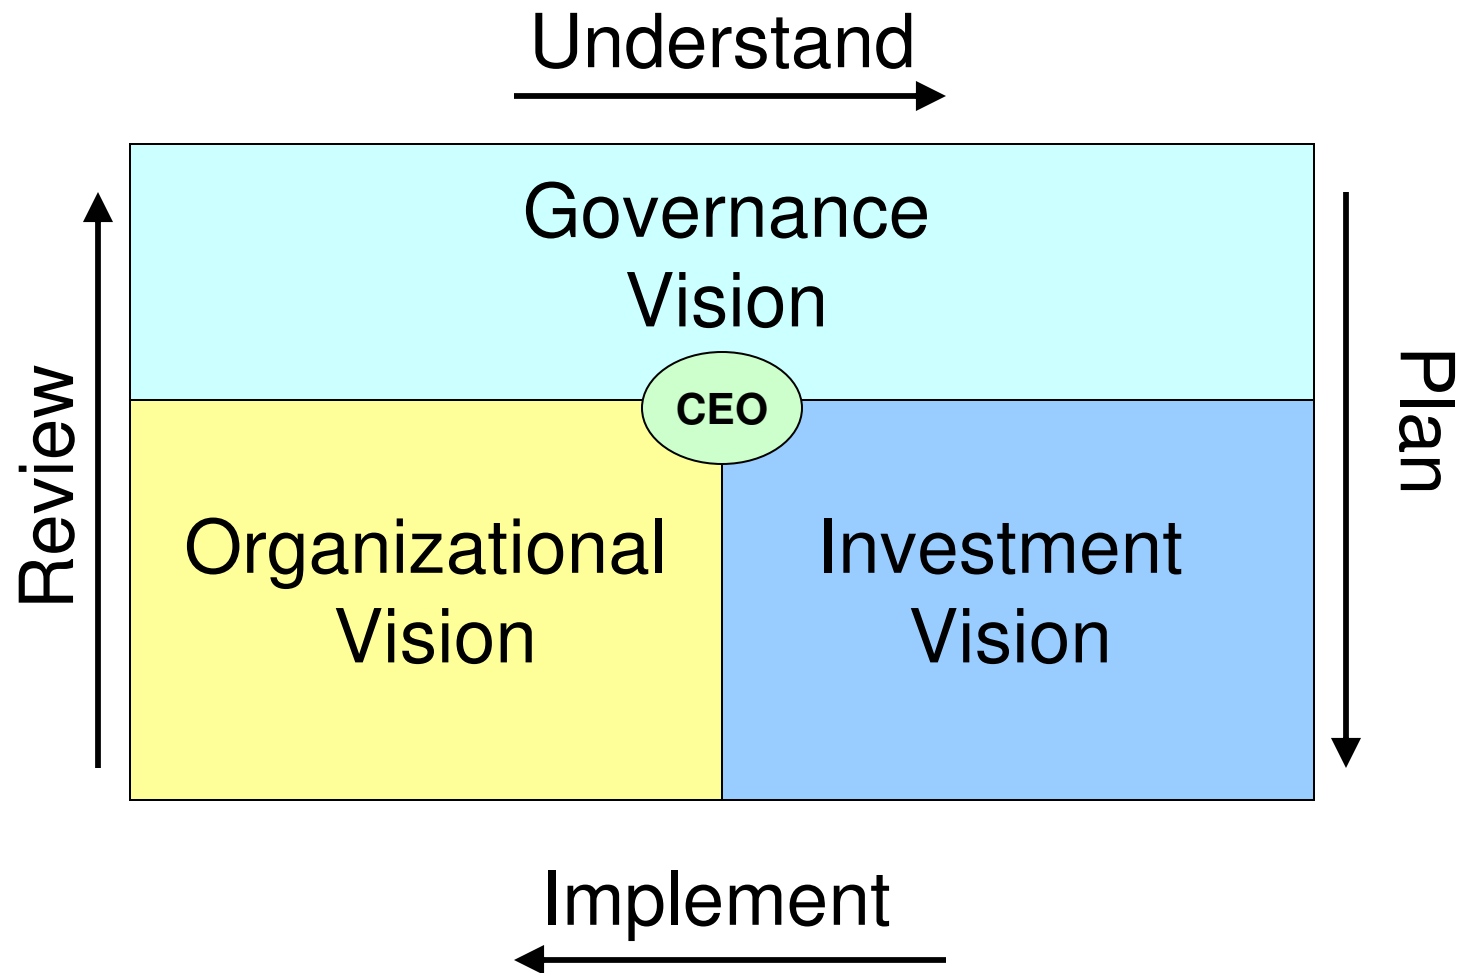 Understand
Governance
Vision
CEO
Review
Plan
Organizational
Vision
Investment
Vision
Implement